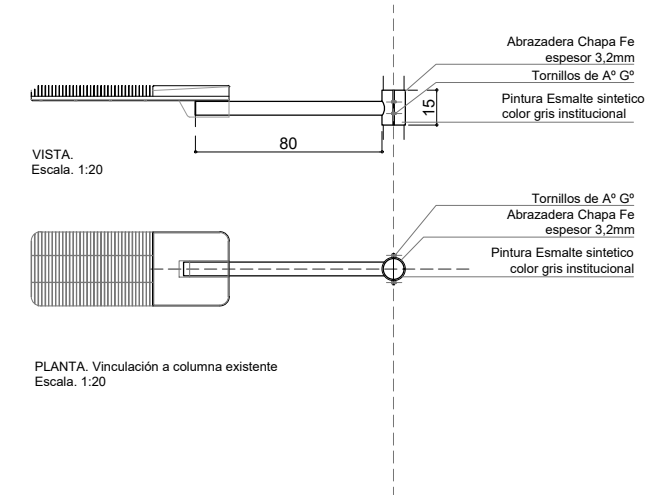 Abrazadera Chapa Fe
espesor 3,2mm
Tornillos de Aº Gº
Pintura Esmalte sintetico
color gris institucional
15
80
VISTA.
Escala. 1:20
Tornillos de Aº Gº
Abrazadera Chapa Fe
espesor 3,2mm
Pintura Esmalte sintetico
color gris institucional
PLANTA. Vinculación a columna existente
Escala. 1:20